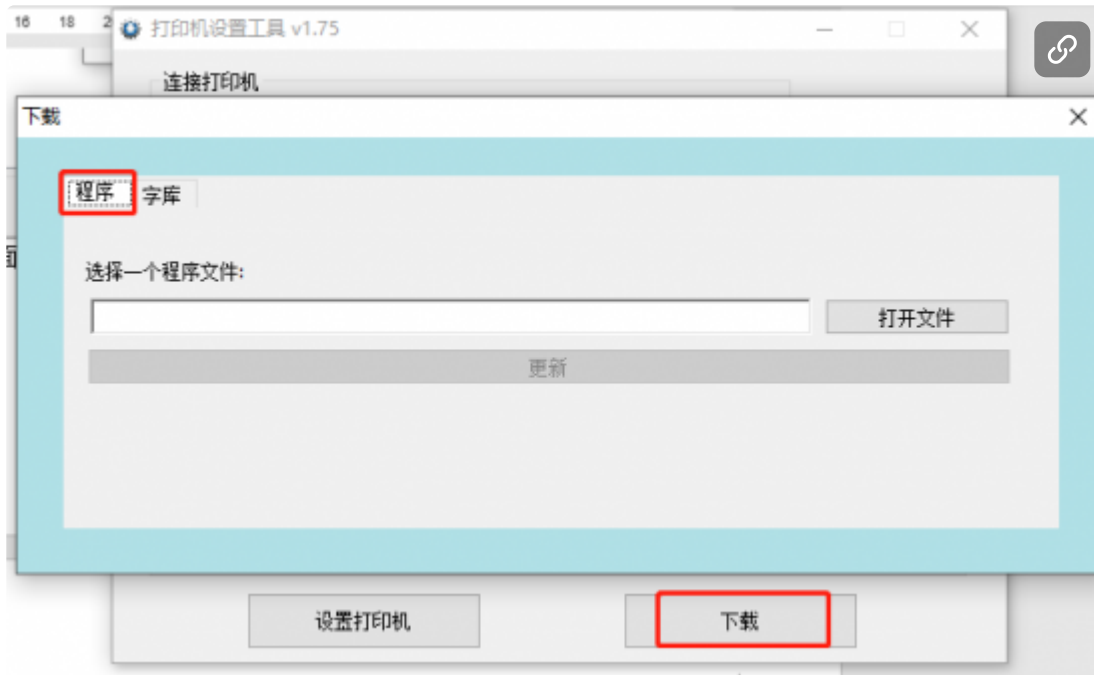 16 18 2
打印机设置工具 v1.75
连接打印机
下载
程序 字库
面
选择一个程序文件:
打开文件
更新
设置打印机 下载